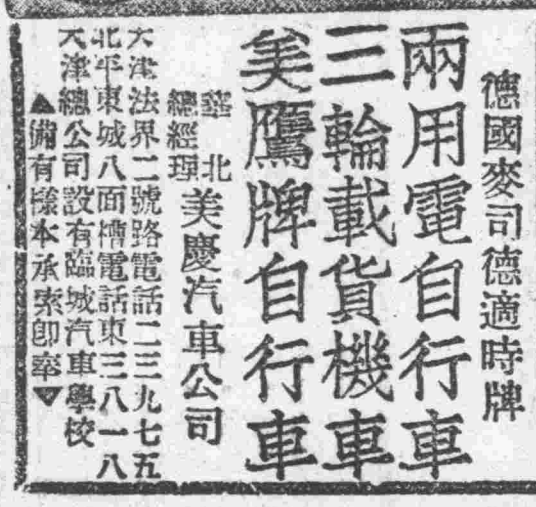 德國麥司德適時牌
兩用電自行車
三輪載貨機車
美鷹牌自行車
華北
總經理
美慶汽車公司
天津法界二號路電話二三九七五
北平東城八面槽電話東三八一八
天津總公司設有臨城汽車學校
▲備有樣本承索卽奉▼